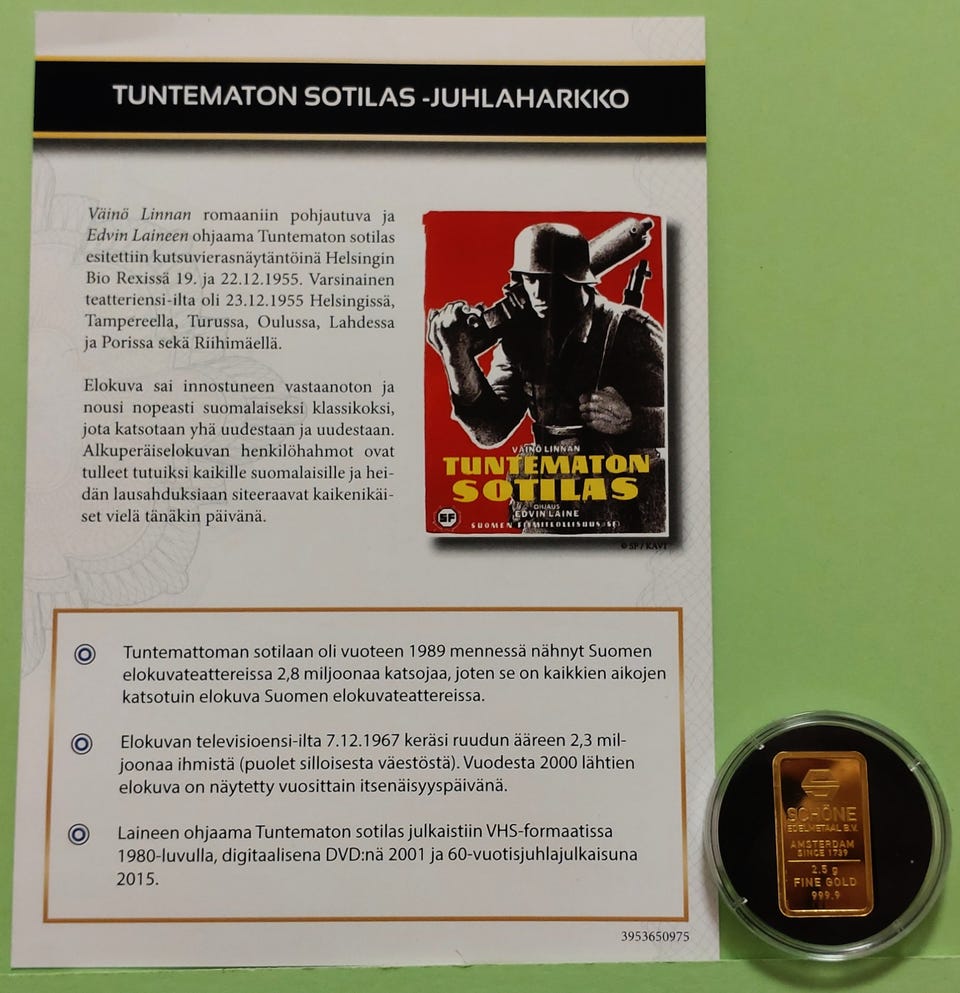 TUNTEMATON SOTILAS -JUHLAHARKKO
Väinö Linnan romaaniin pohjautuva ja
Edvin Laineen ohjaama Tuntematon sotilas
esitettiin kutsuvierasnäytäntöinä Helsingin
Bio Rexissä 19. ja 22.12.1955. Varsinainen
teatteriensi-ilta oli 23.12.1955 Helsingissä,
Tampereella, Turussa, Oulussa, Lahdessa
ja Porissa sekä Riihimäellä.
Elokuva sai innostuneen vastaanoton ja
nousi nopeasti suomalaiseksi klassikoksi,
jota katsotaan yhä uudestaan ja uudestaan.
Alkuperäiselokuvan henkilöhahmot ovat
tulleet tutuiksi kaikille suomalaisille ja hei-
dän lausahduksiaan siteeraavat kaikenikäi-
set vielä tänäkin päivänä.
VÄINÖ LINNAN
TUNTEMATON
SOTILAS
OHJAUS
EDVIN LAINE
SF
SUOMEN FILMITEOLLISUUS SF
© SF / KAVI
Tuntemattoman sotilaan oli vuoteen 1989 mennessä nähnyt Suomen
elokuvateattereissa 2,8 miljoonaa katsojaa, joten se on kaikkien aikojen
katsotuin elokuva Suomen elokuvateattereissa.
Elokuvan televisioensi-ilta 7.12.1967 keräsi ruudun ääreen 2,3 mil-
joonaa ihmistä (puolet silloisesta väestöstä). Vuodesta 2000 lähtien
elokuva on näytetty vuosittain itsenäisyyspäivänä.
Laineen ohjaama Tuntematon sotilas julkaistiin VHS-formaatissa
1980-luvulla, digitaalisena DVD:nä 2001 ja 60-vuotisjuhlajulkaisuna
2015.
3953650975
SCHÖNE
EDELMETAAL B.V.
AMSTERDAM
SINCE 1739
2.5 g
FINE GOLD
999.9